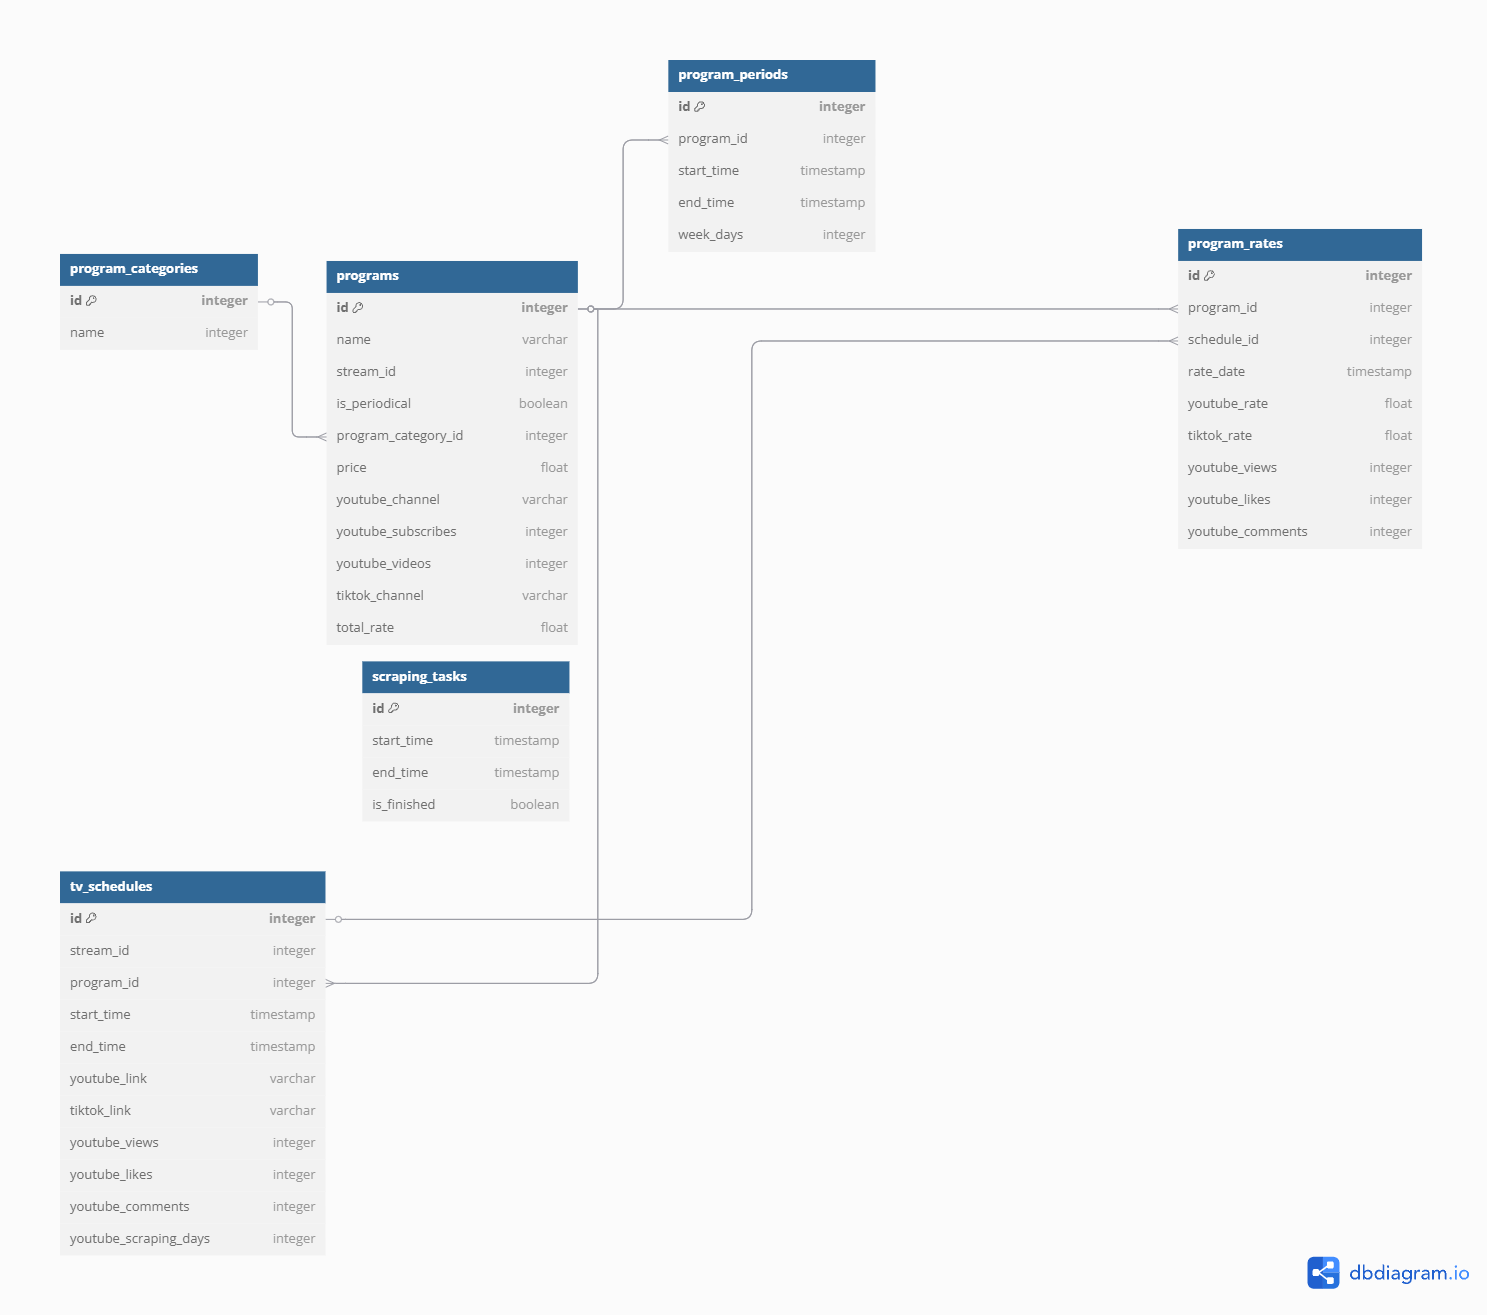 program_periods
id integer
program_id integer
start_time timestamp
end_time timestamp
week_days integer
program_categories
id integer
name integer
programs
id integer
name varchar
stream_id integer
is_periodical boolean
program_category_id integer
price float
youtube_channel varchar
youtube_subscribes integer
youtube_videos integer
tiktok_channel varchar
total_rate float
program_rates
id integer
program_id integer
schedule_id integer
rate_date timestamp
youtube_rate float
tiktok_rate float
youtube_views integer
youtube_likes integer
youtube_comments integer
scraping_tasks
id integer
start_time timestamp
end_time timestamp
is_finished boolean
tv_schedules
id integer
stream_id integer
program_id integer
start_time timestamp
end_time timestamp
youtube_link varchar
tiktok_link varchar
youtube_views integer
youtube_likes integer
youtube_comments integer
youtube_scraping_days integer
dbdiagram.io